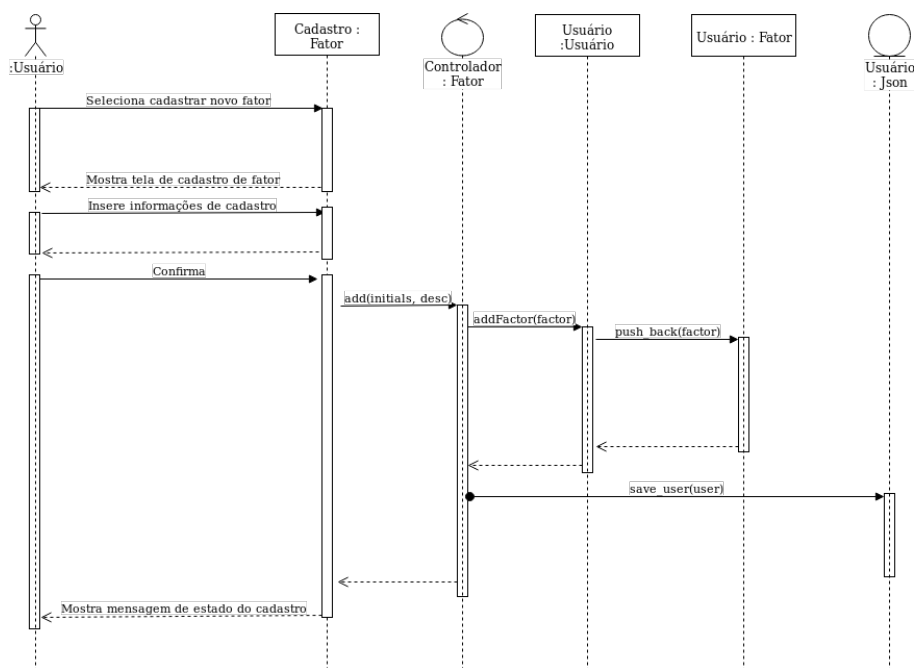 :Usuário
Cadastro :
Fator
Controlador
: Fator
Usuário
:Usuário
Usuário : Fator
Usuário
: Json
Seleciona cadastrar novo fator
Mostra tela de cadastro de fator
Insere informações de cadastro
Confirma
add(initials, desc)
addFactor(factor)
push_back(factor)
save_user(user)
Mostra mensagem de estado do cadastro